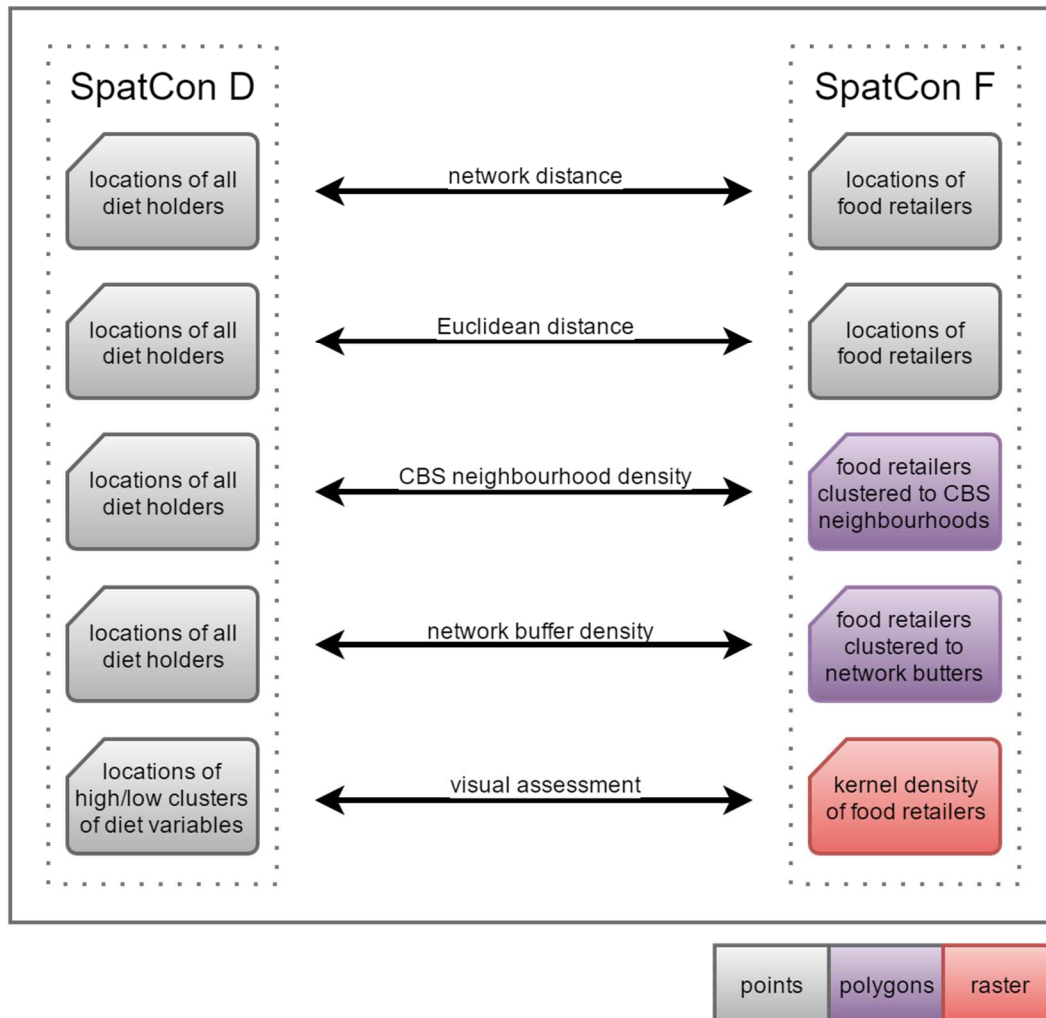 SpatCon D
SpatCon F
locations of all
diet holders
network distance
locations of
food retailers
locations of all
diet holders
Euclidean distance
locations of
food retailers
locations of all
diet holders
CBS neighbourhood density
food retailers
clustered to CBS
neighbourhoods
locations of all
diet holders
network buffer density
food retailers
clustered to
network butters
locations of
high/low clusters
of diet variables
visual assessment
kernel density
of food retailers
points
polygons
raster